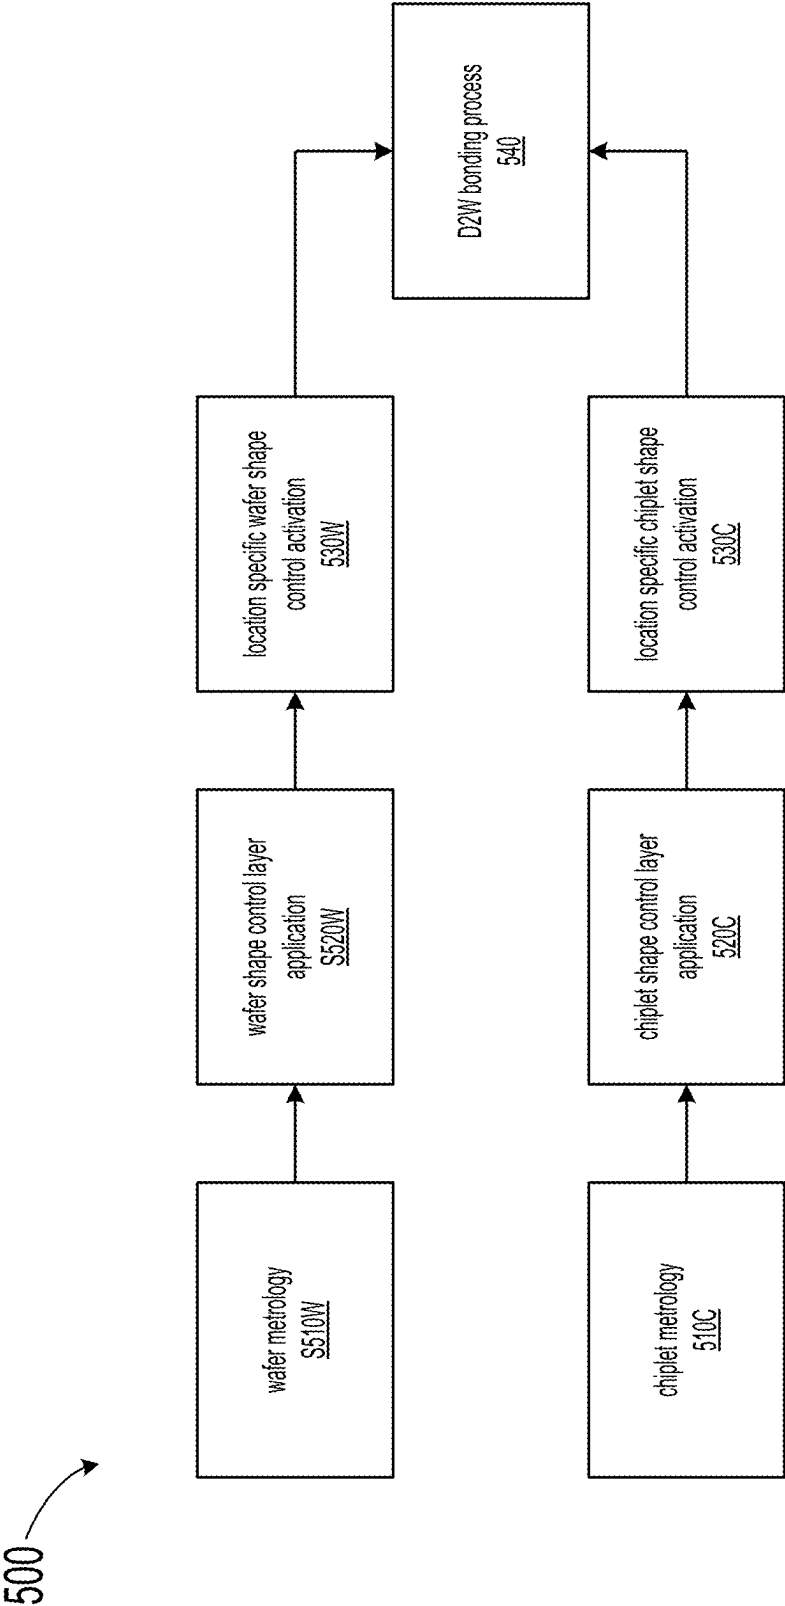 500
wafer metrology
S510W
wafer shape control layer
application
S520W
location specific wafer shape
control activation
530W
chiplet metrology
510C
chiplet shape control layer
application
520C
location specific chiplet shape
control activation
530C
D2W bonding process
540